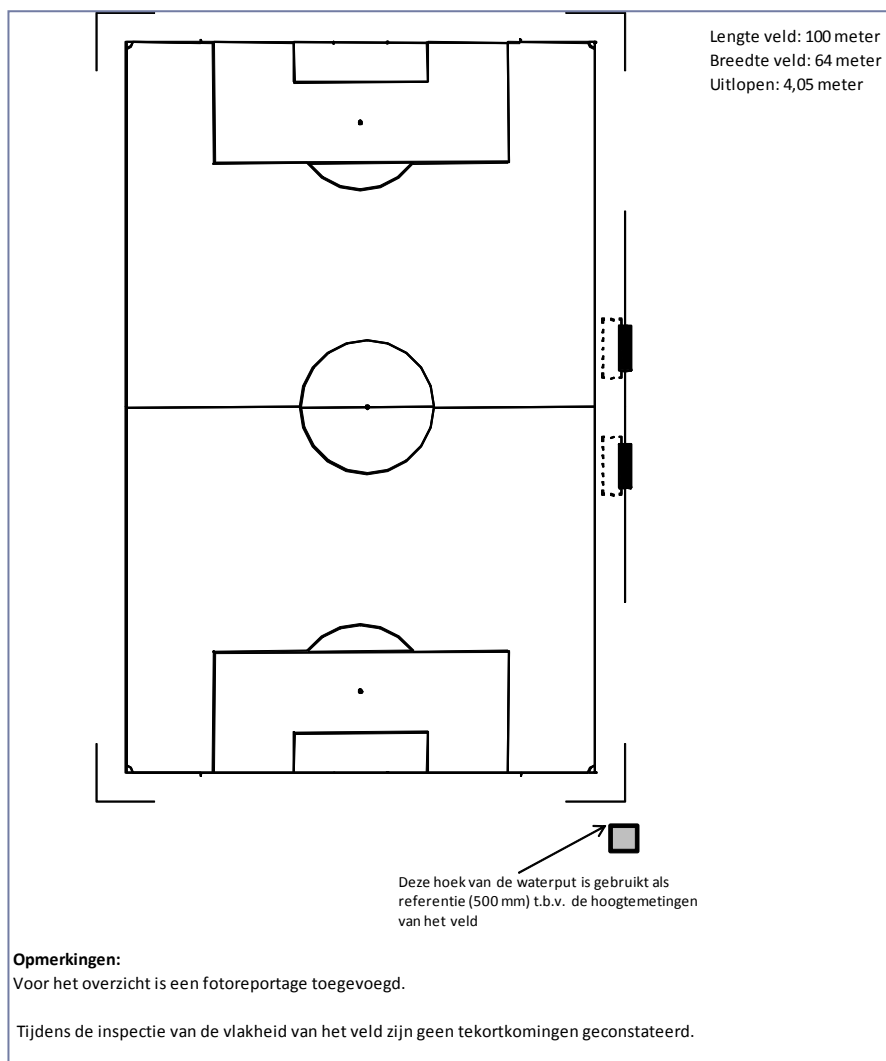 Lengte veld: 100 meter
Breedte veld: 64 meter
Uitlopen: 4,05 meter
Deze hoek van de waterput is gebruikt als
referentie (500 mm) t.b.v. de hoogtemetingen
van het veld
Opmerkingen:
Voor het overzicht is een fotoreportage toegevoegd.
Tijdens de inspectie van de vlakheid van het veld zijn geen tekortkomingen geconstateerd.